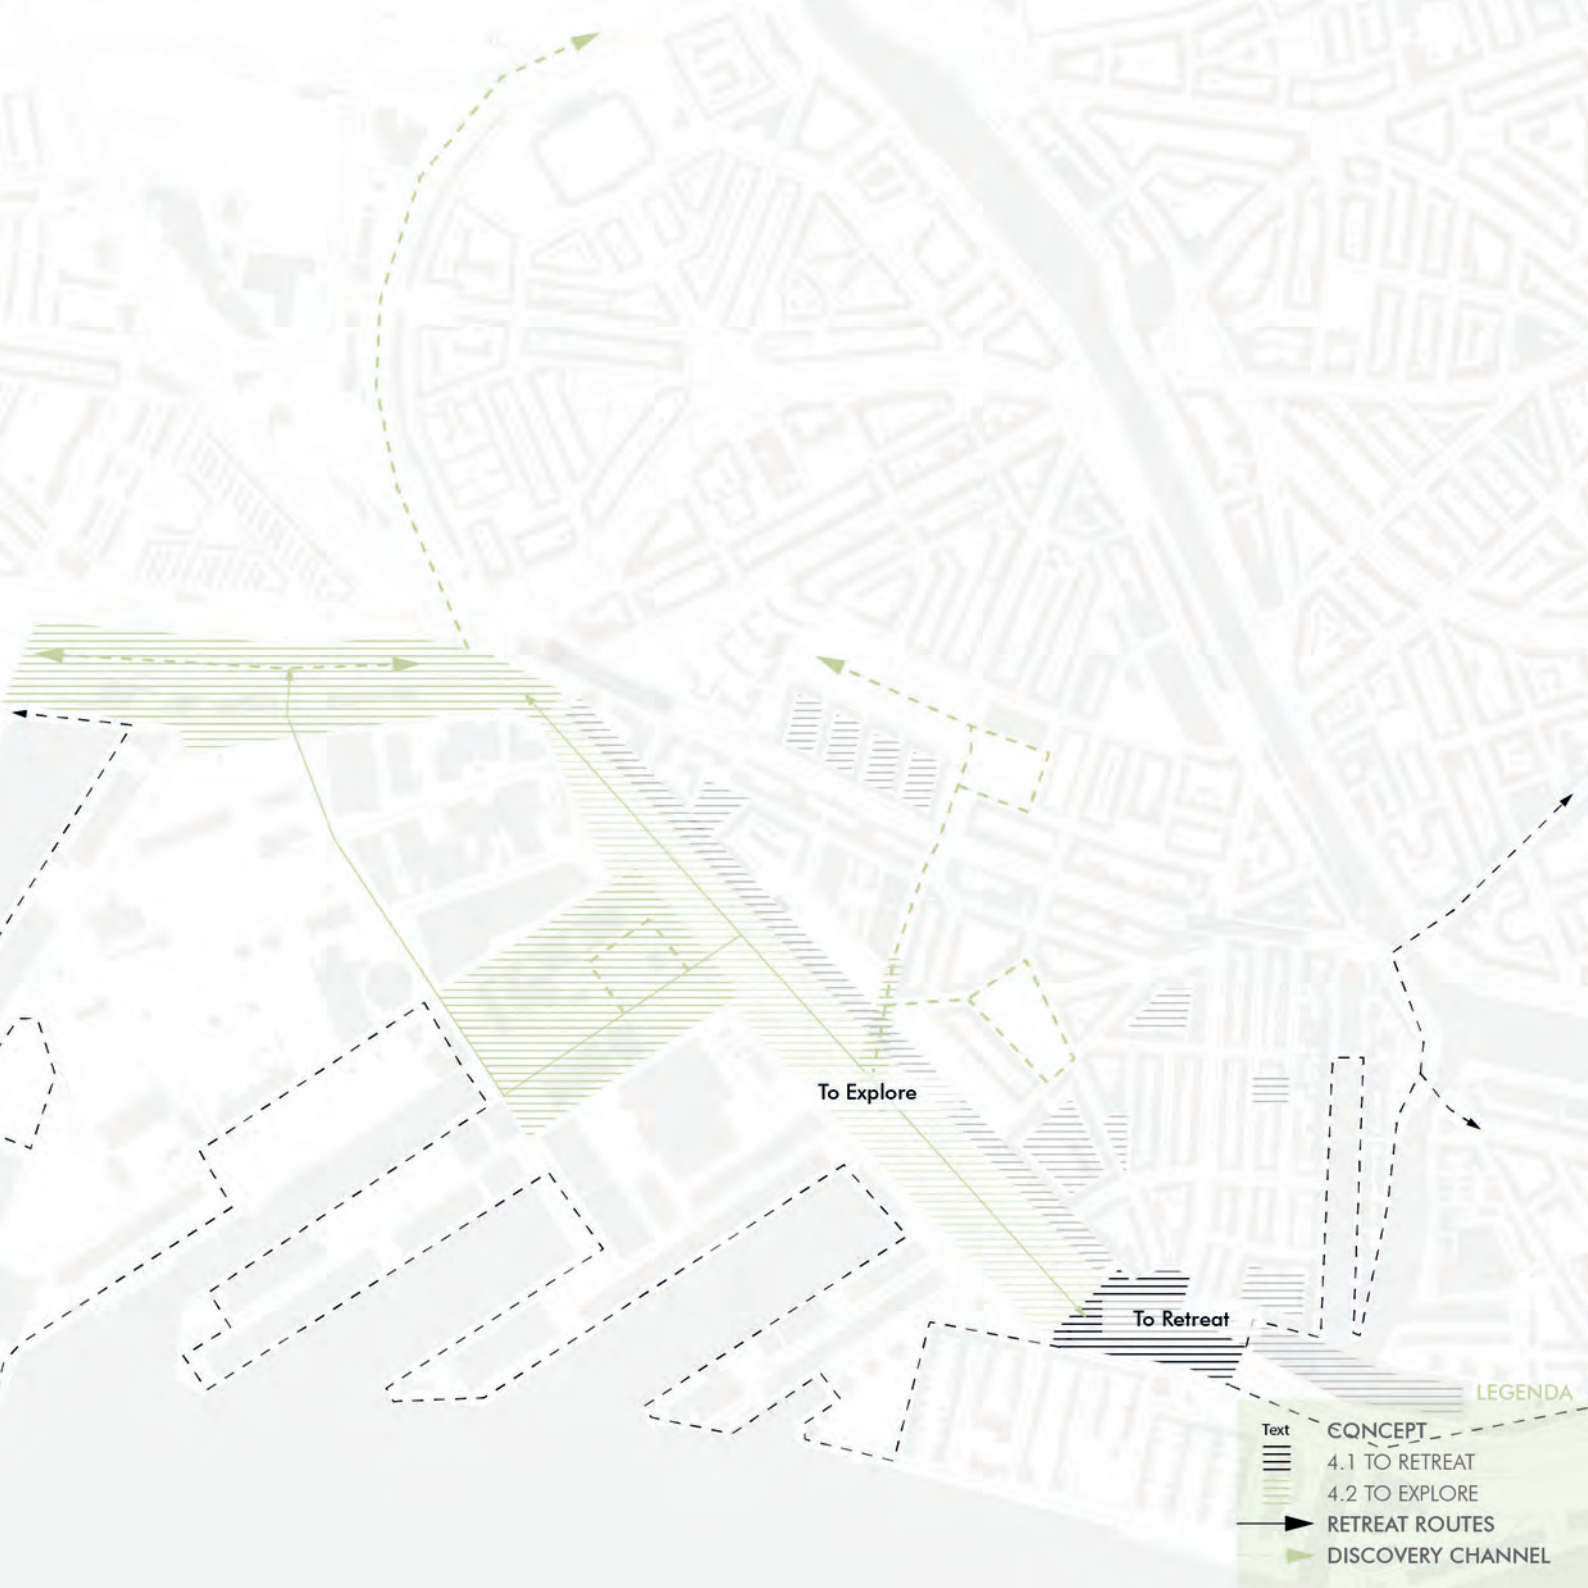 To Explore
To Retreat
LEGENDA
Text CONCEPT
4.1 TO RETREAT
4.2 TO EXPLORE
RETREAT ROUTES
DISCOVERY CHANNEL